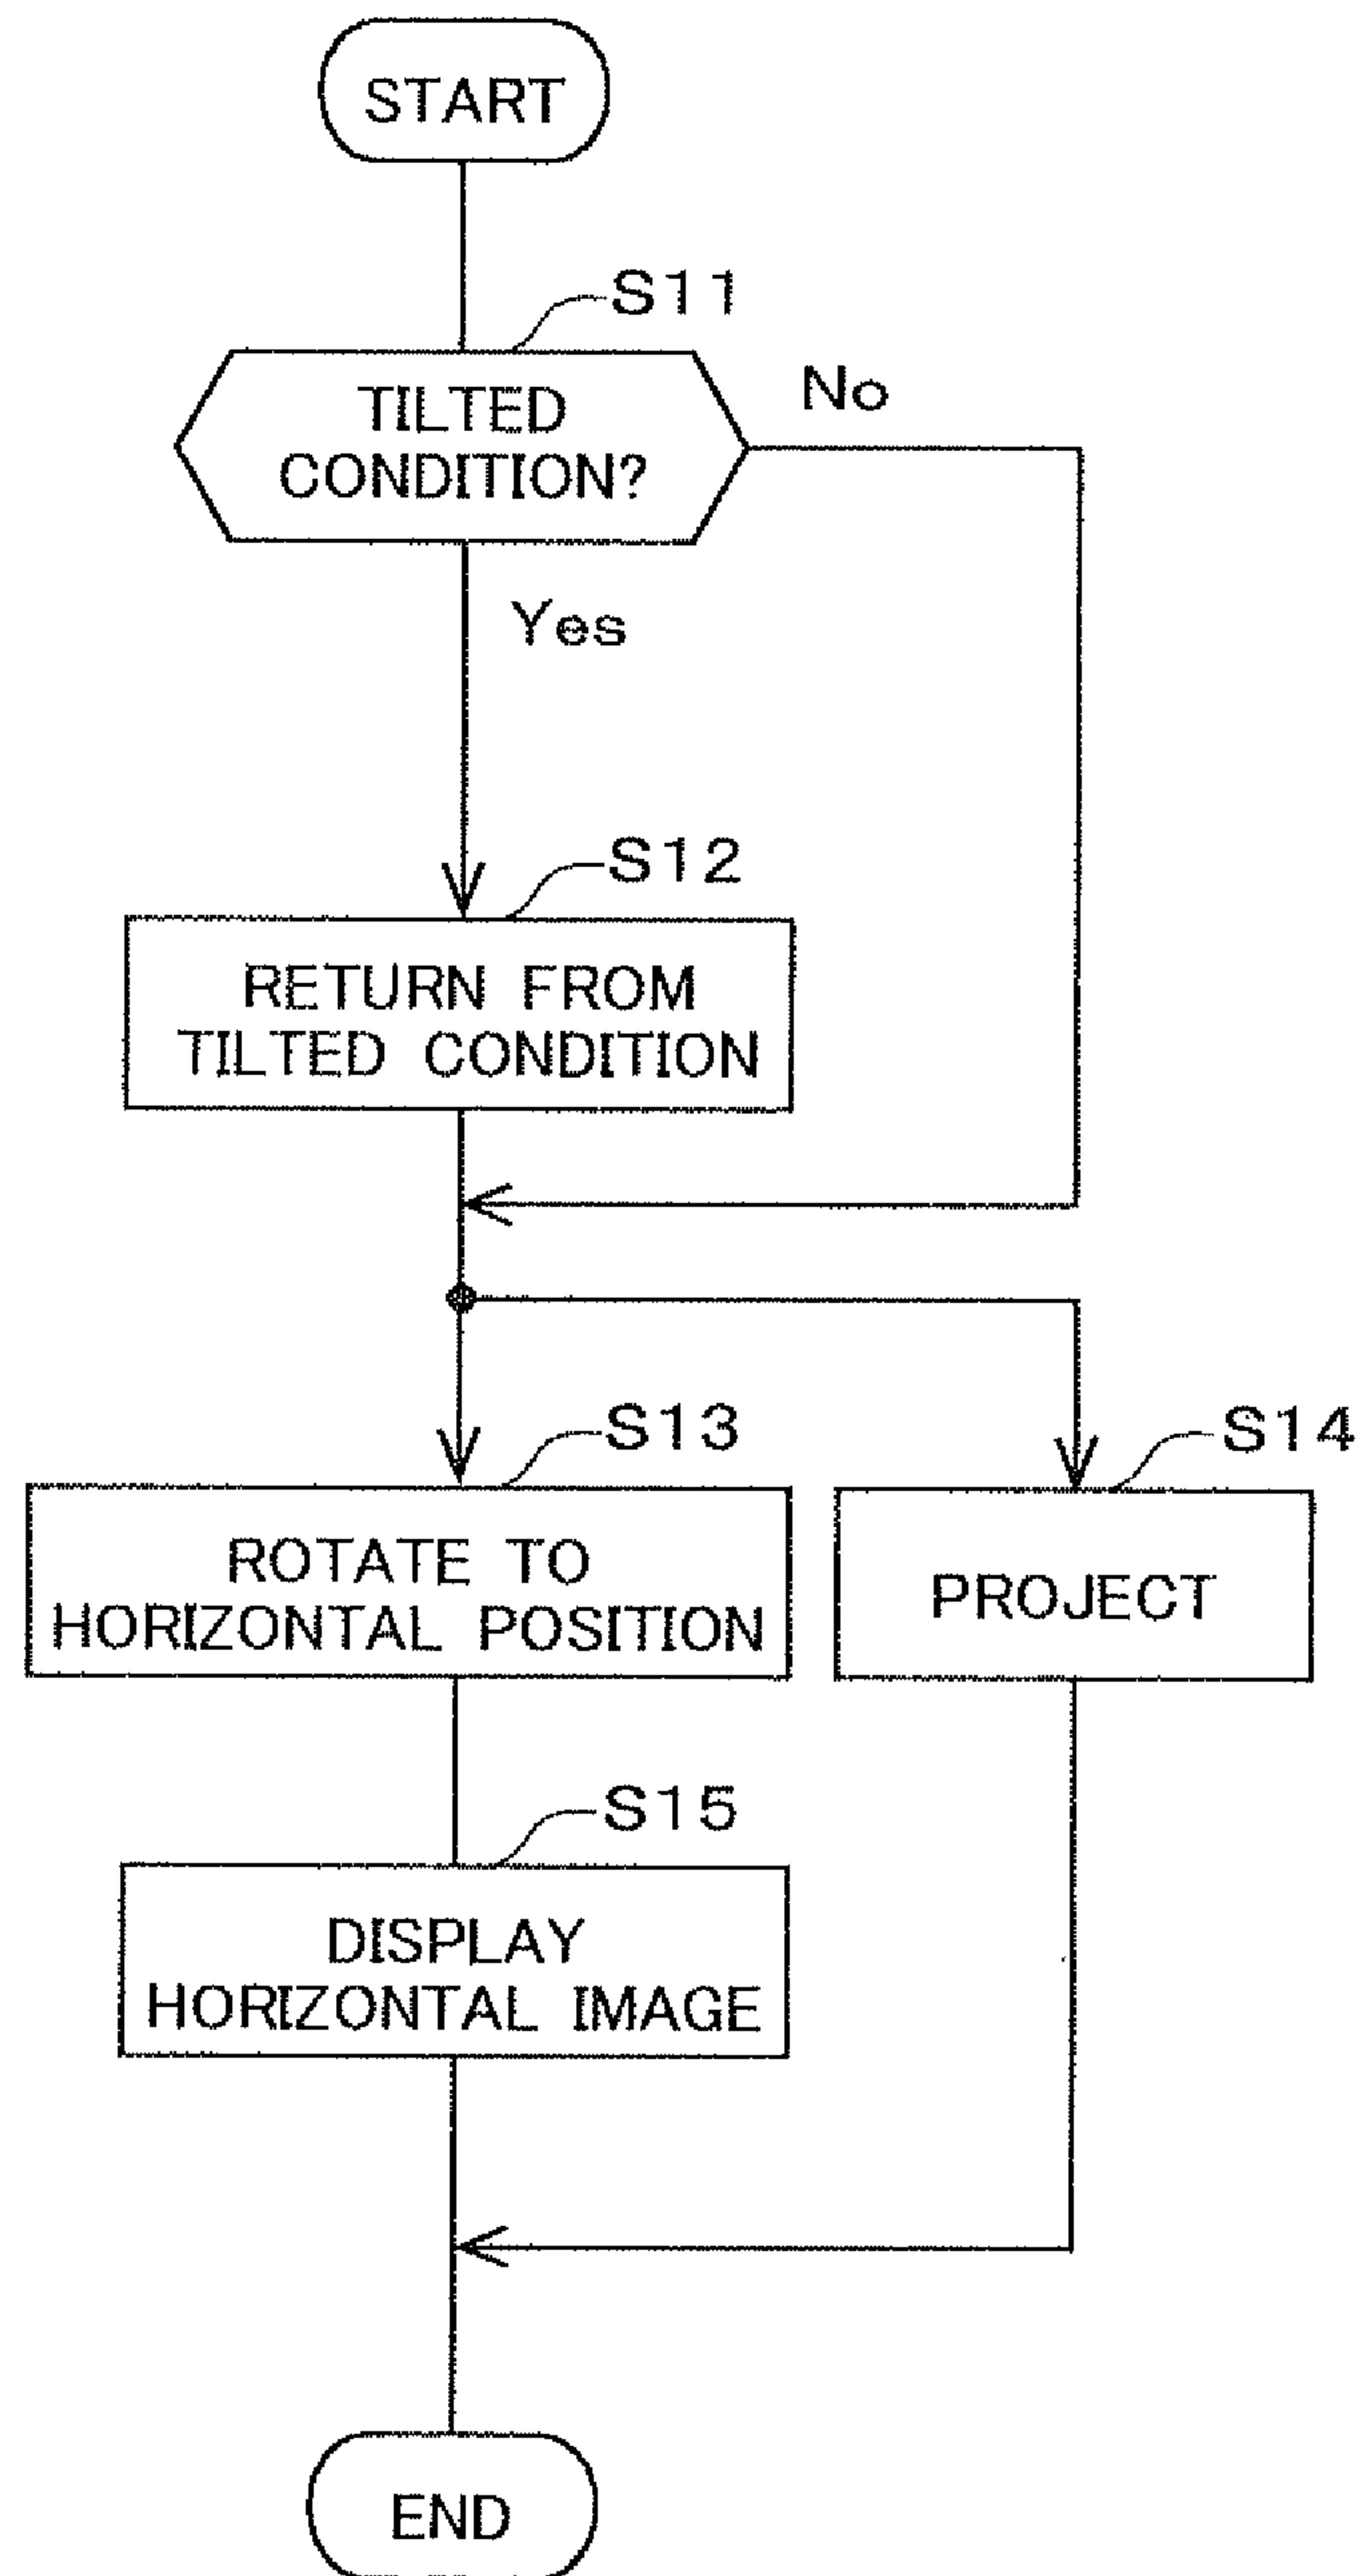 START
S11
TILTED
CONDITION?
No
Yes
S12
RETURN FROM
TILTED CONDITION
S13
S14
ROTATE TO
HORIZONTAL POSITION
PROJECT
S15
DISPLAY
HORIZONTAL IMAGE
END